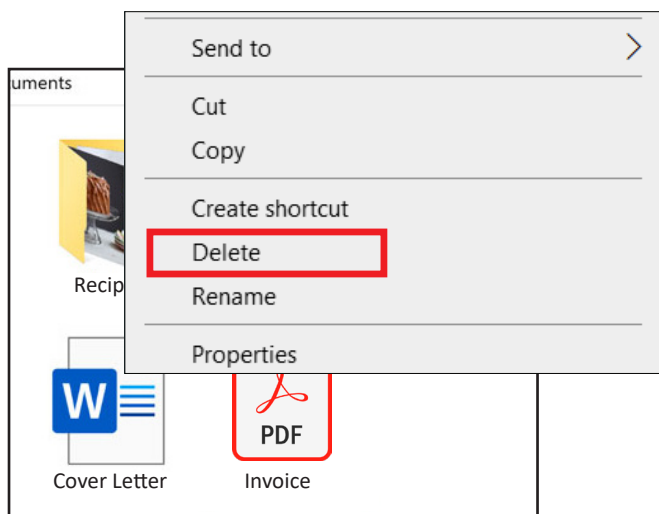 Send to
uments
Cut
Copy
Create shortcut
Delete
Recip
Rename
Properties
W
PDF
Cover Letter
Invoice